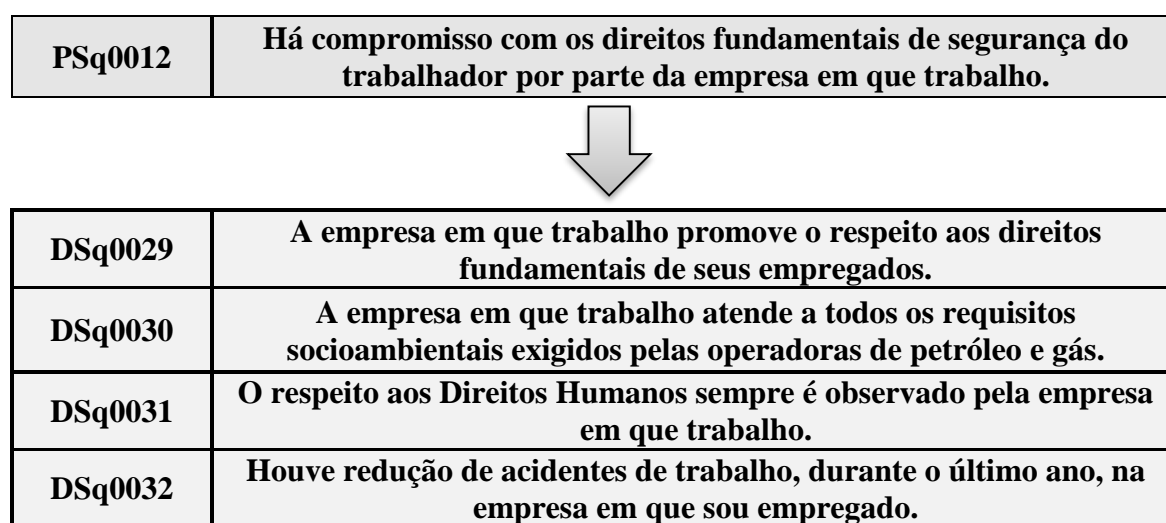 PSq0012
Há compromisso com os direitos fundamentais de segurança do
trabalhador por parte da empresa em que trabalho.
DSq0029
A empresa em que trabalho promove o respeito aos direitos
fundamentais de seus empregados.
DSq0030
A empresa em que trabalho atende a todos os requisitos
socioambientais exigidos pelas operadoras de petróleo e gás.
DSq0031
O respeito aos Direitos Humanos sempre é observado pela empresa
em que trabalho.
DSq0032
Houve redução de acidentes de trabalho, durante o último ano, na
empresa em que sou empregado.